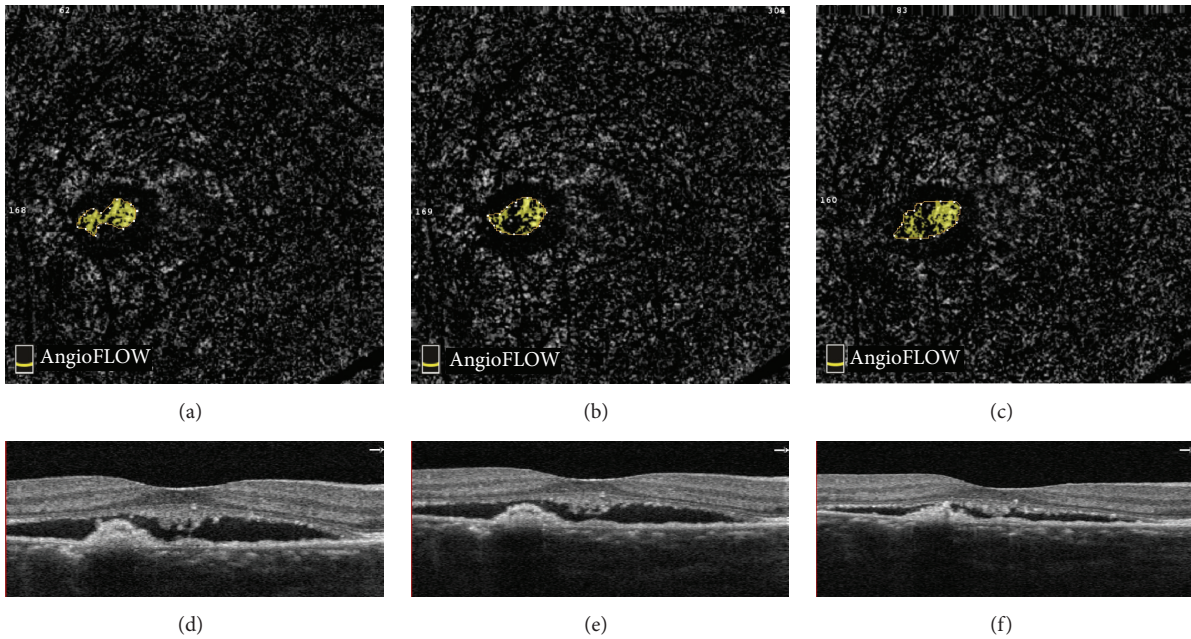 62
168
AngioFLOW
(a)
304
169
AngioFLOW
(b)
83
160
AngioFLOW
(c)
(d)
(e)
(f)